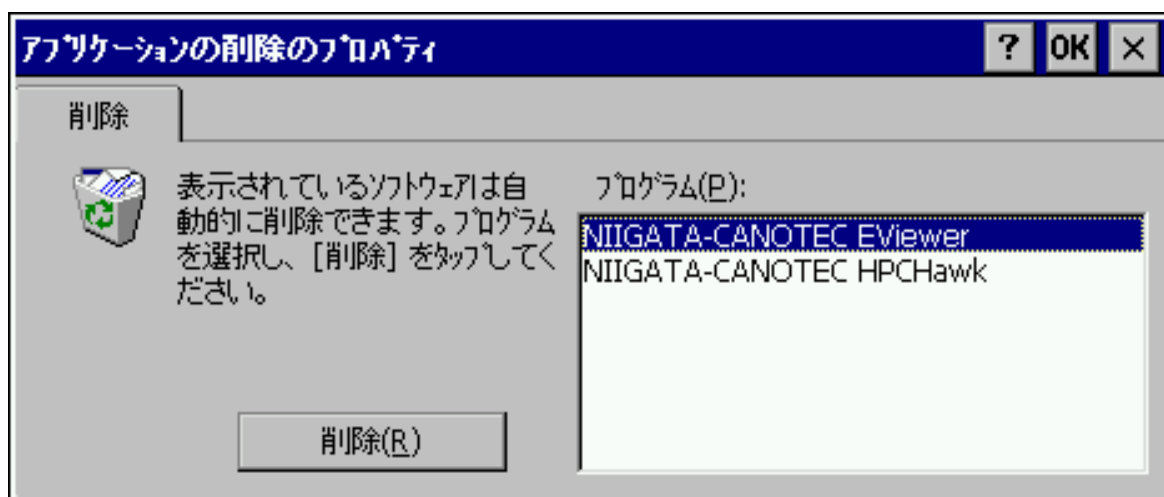 アプリケーションの削除のプロパティ
? OK ×
削除
表示されているソフトウェアは自
動的に削除できます。プログラム
を選択し、[削除] をタップしてく
ださい。
プログラム(P):
NIIGATA-CANOTEC EViewer
NIIGATA-CANOTEC HPCHawk
削除(R)